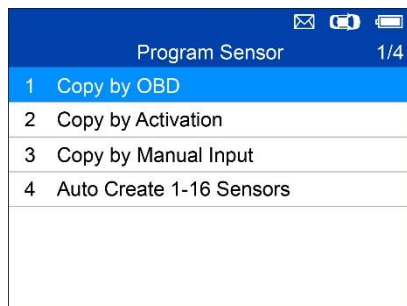 Program Sensor 1/4
1 Copy by OBD
2 Copy by Activation
3 Copy by Manual Input
4 Auto Create 1-16 Sensors